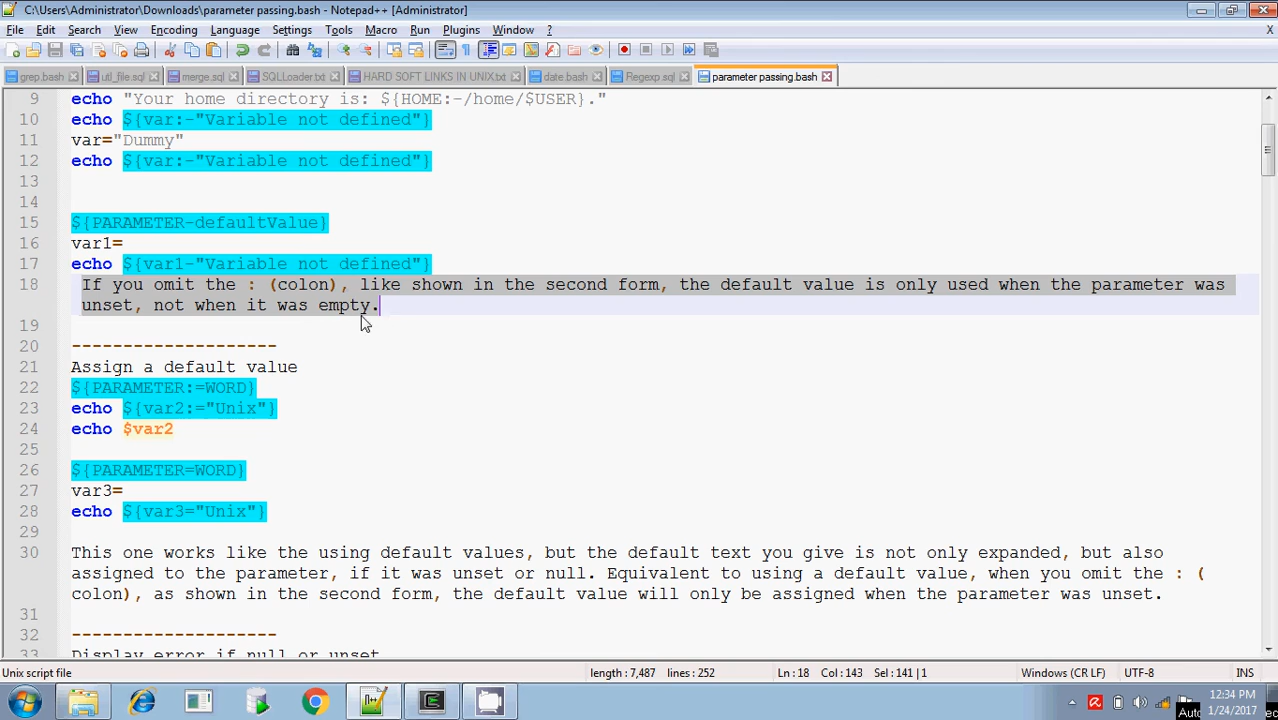 C:\Users\Administrator\Downloads\parameter passing.bash - Notepad++ [Administrator]
File Edit Search View Encoding Language Settings Tools Macro Run Plugins Window ? X
grep.bash utl_file.sql merge.sql SQLLoader.txt HARD SOFT LINKS IN UNIX.txt date.bash Regexp.sql parameter passing.bash
9 echo "Your home directory is: ${HOME:-/home/$USER}."
10 echo ${var:-"Variable not defined"}
11 var="Dummy"
12 echo ${var:-"Variable not defined"}
13
14
15 ${PARAMETER-defaultValue}
16 var1=
17 echo ${var1-"Variable not defined"}
18 If you omit the : (colon), like shown in the second form, the default value is only used when the parameter was
unset, not when it was empty.
19
20 --------------------
21 Assign a default value
22 ${PARAMETER:=WORD}
23 echo ${var2:="Unix"}
24 echo $var2
25
26 ${PARAMETER=WORD}
27 var3=
28 echo ${var3="Unix"}
29
30 This one works like the using default values, but the default text you give is not only expanded, but also
assigned to the parameter, if it was unset or null. Equivalent to using a default value, when you omit the : (
colon), as shown in the second form, the default value will only be assigned when the parameter was unset.
31
32 --------------------
33 Display error if null or unset
Unix script file length : 7,487 lines : 252 Ln : 18 Col : 143 Sel : 141 | 1 Windows (CR LF) UTF-8 INS
12:34 PM
1/24/2017